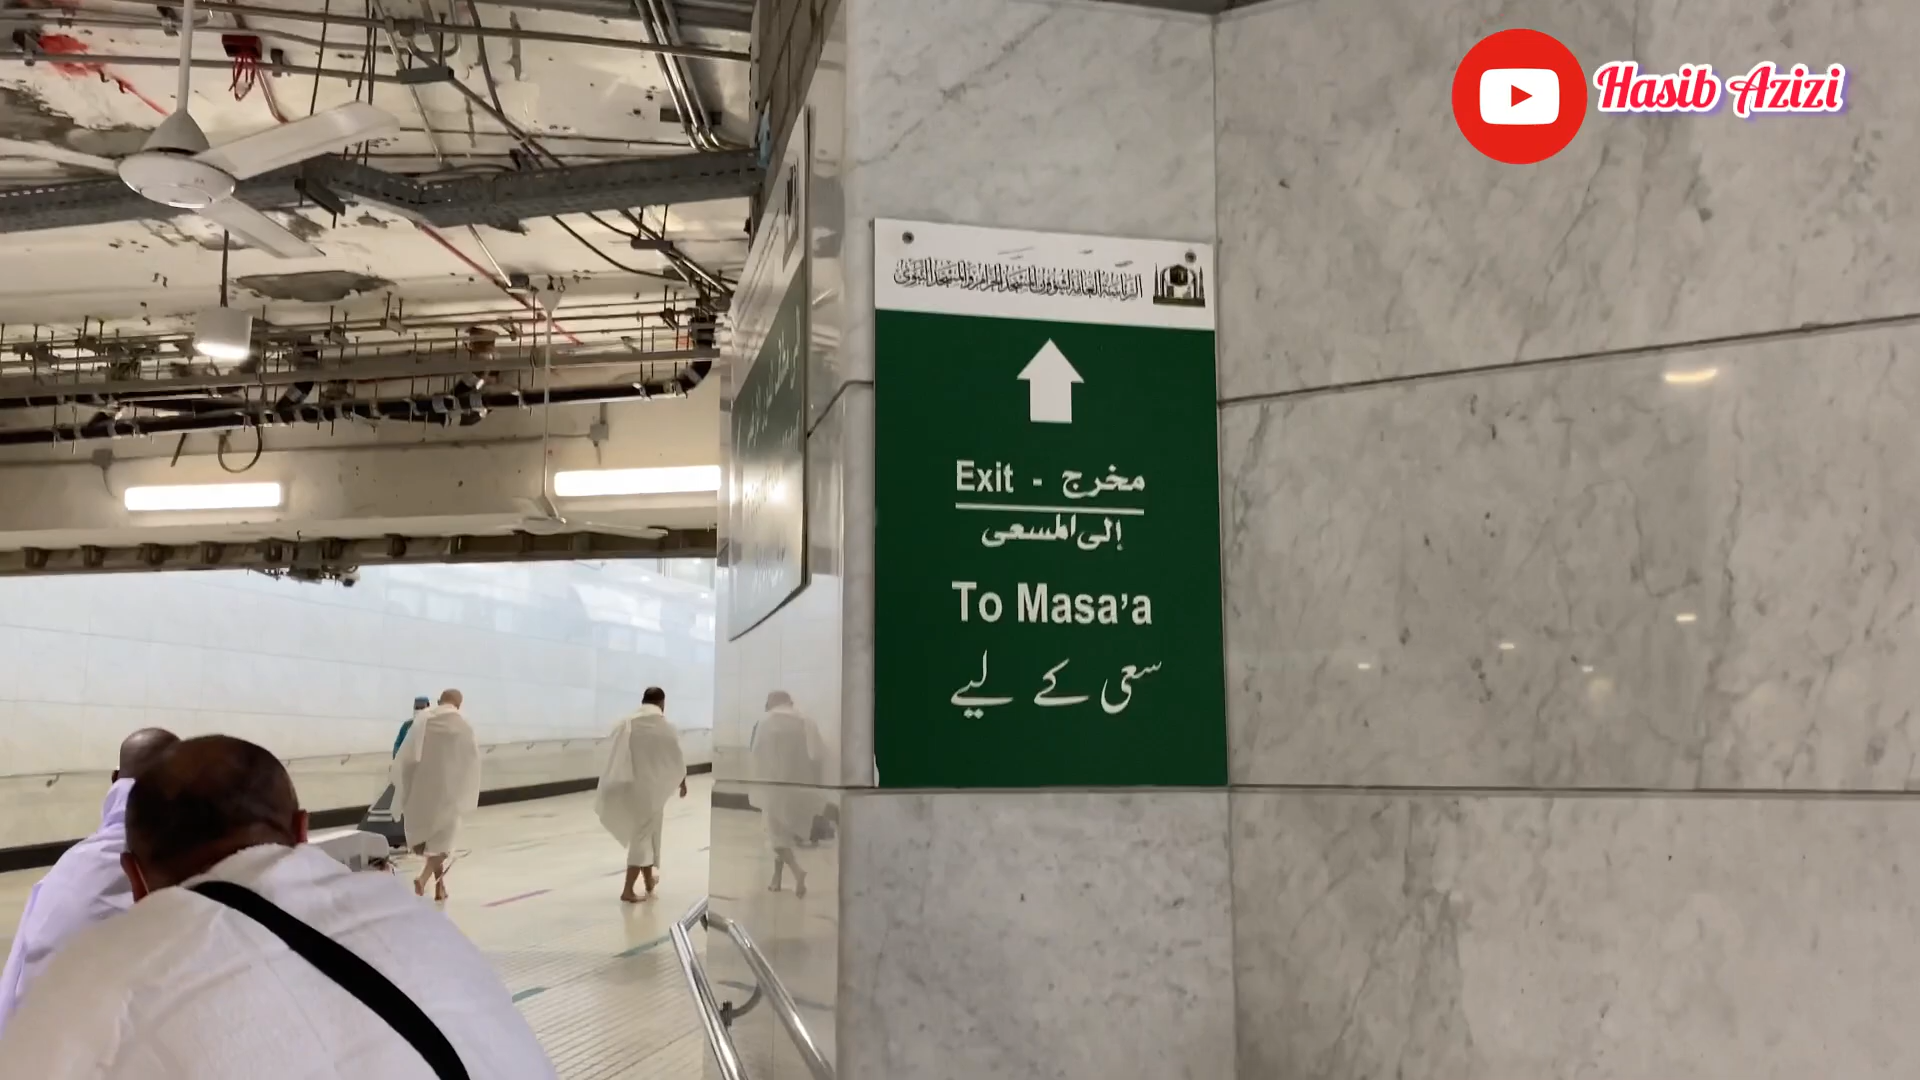 Hasib Azizi
الرئاسة العامة لشؤون المسجد الحرام والمسجد النبوي
Exit - مخرج
إلى المسعى
To Masa’a
سعی کے لیے